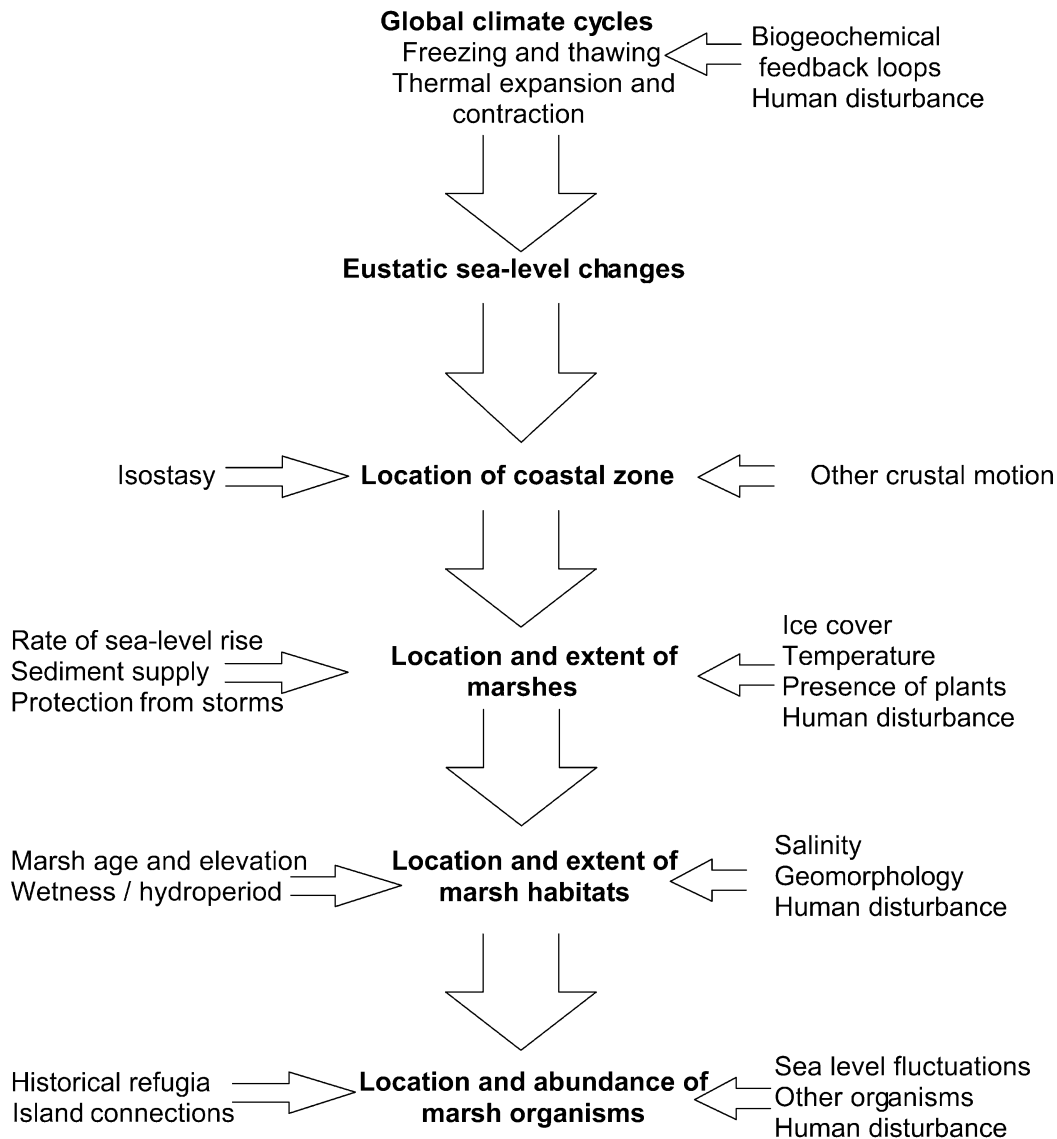 Global climate cycles
Freezing and thawing
Thermal expansion and
contraction
Biogeochemical
feedback loops
Human disturbance
Eustatic sea-level changes
Isostasy
Location of coastal zone
Other crustal motion
Rate of sea-level rise
Sediment supply
Protection from storms
Location and extent of
marshes
Ice cover
Temperature
Presence of plants
Human disturbance
Marsh age and elevation
Wetness / hydroperiod
Location and extent of
marsh habitats
Salinity
Geomorphology
Human disturbance
Historical refugia
Island connections
Location and abundance of
marsh organisms
Sea level fluctuations
Other organisms
Human disturbance